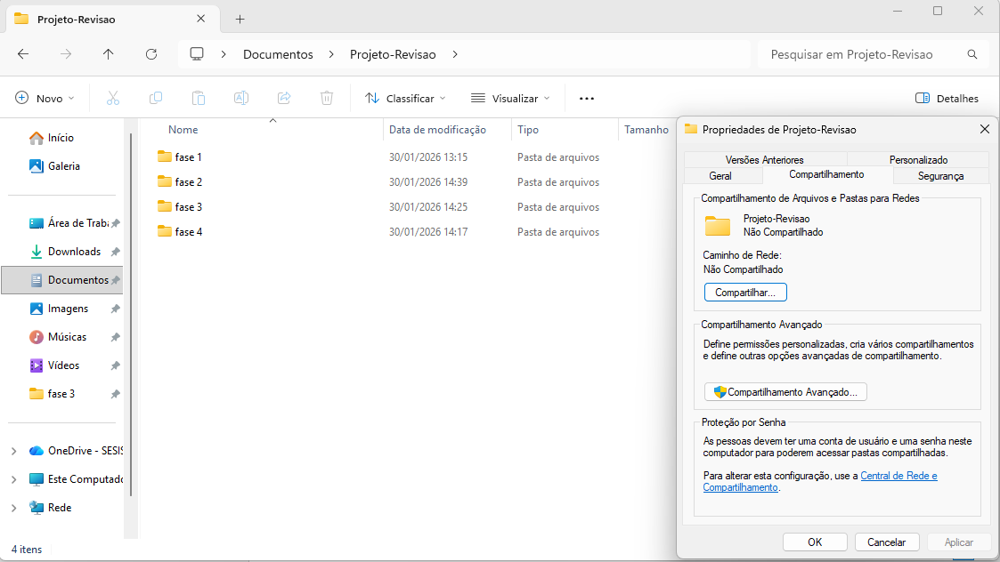 Projeto-Revisao
Documentos
Projeto-Revisao
Pesquisar em Projeto-Revisao
Novo
Classificar
Visualizar
Detalhes
Início
Galeria
Área de Traba
Downloads
Documentos
Imagens
Músicas
Vídeos
fase 3
OneDrive - SESIS
Este Computado
Rede
Nome
Data de modificação
Tipo
Tamanho
fase 1
30/01/2026 13:15
Pasta de arquivos
fase 2
30/01/2026 14:39
Pasta de arquivos
fase 3
30/01/2026 14:25
Pasta de arquivos
fase 4
30/01/2026 14:17
Pasta de arquivos
4 itens
Propriedades de Projeto-Revisao
Versões Anteriores
Personalizado
Geral
Compartilhamento
Segurança
Compartilhamento de Arquivos e Pastas para Redes
Projeto-Revisao
Não Compartilhado
Caminho de Rede:
Não Compartilhado
Compartilhar...
Compartilhamento Avançado
Define permissões personalizadas, cria vários compartilhamentos
e define outras opções avançadas de compartilhamento.
Compartilhamento Avançado...
Proteção por Senha
As pessoas devem ter uma conta de usuário e uma senha neste
computador para poderem acessar pastas compartilhadas.
Para alterar esta configuração, use a Central de Rede e
Compartilhamento.
OK
Cancelar
Aplicar